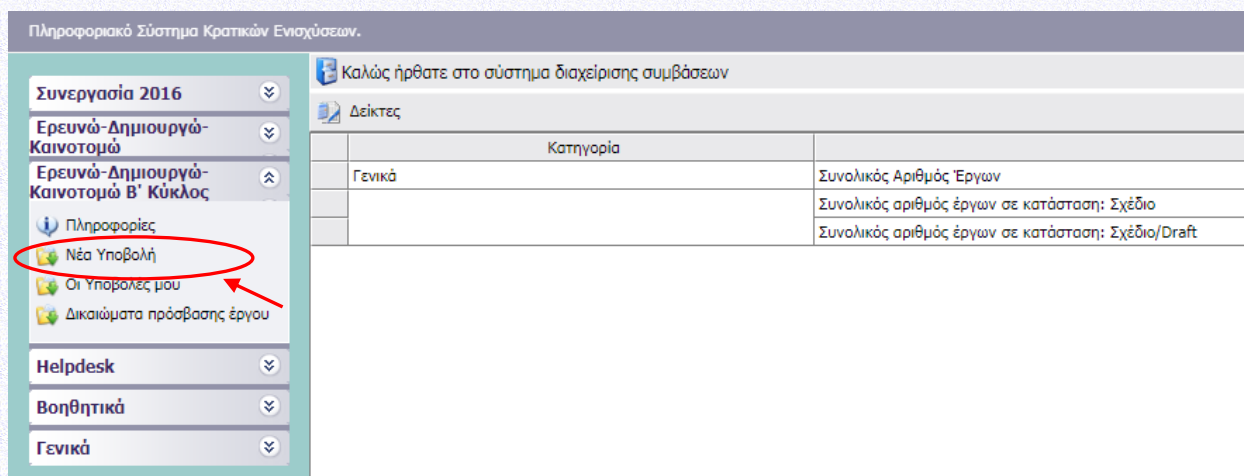 Πληροφοριακό Σύστημα Κρατικών Ενισχύσεων.
Συνεργασία 2016
Ερευνώ-Δημιουργώ-
Καινοτομώ
Ερευνώ-Δημιουργώ-
Καινοτομώ Β' Κύκλος
Πληροφορίες
Νέα Υποβολή
Οι Υποβολές μου
Δικαιώματα πρόσβασης έργου
Helpdesk
Βοηθητικά
Γενικά
Καλώς ήρθατε στο σύστημα διαχείρισης συμβάσεων
Δείκτες
Κατηγορία
Γενικά
Συνολικός Αριθμός Έργων
Συνολικός αριθμός έργων σε κατάσταση: Σχέδιο
Συνολικός αριθμός έργων σε κατάσταση: Σχέδιο/Draft